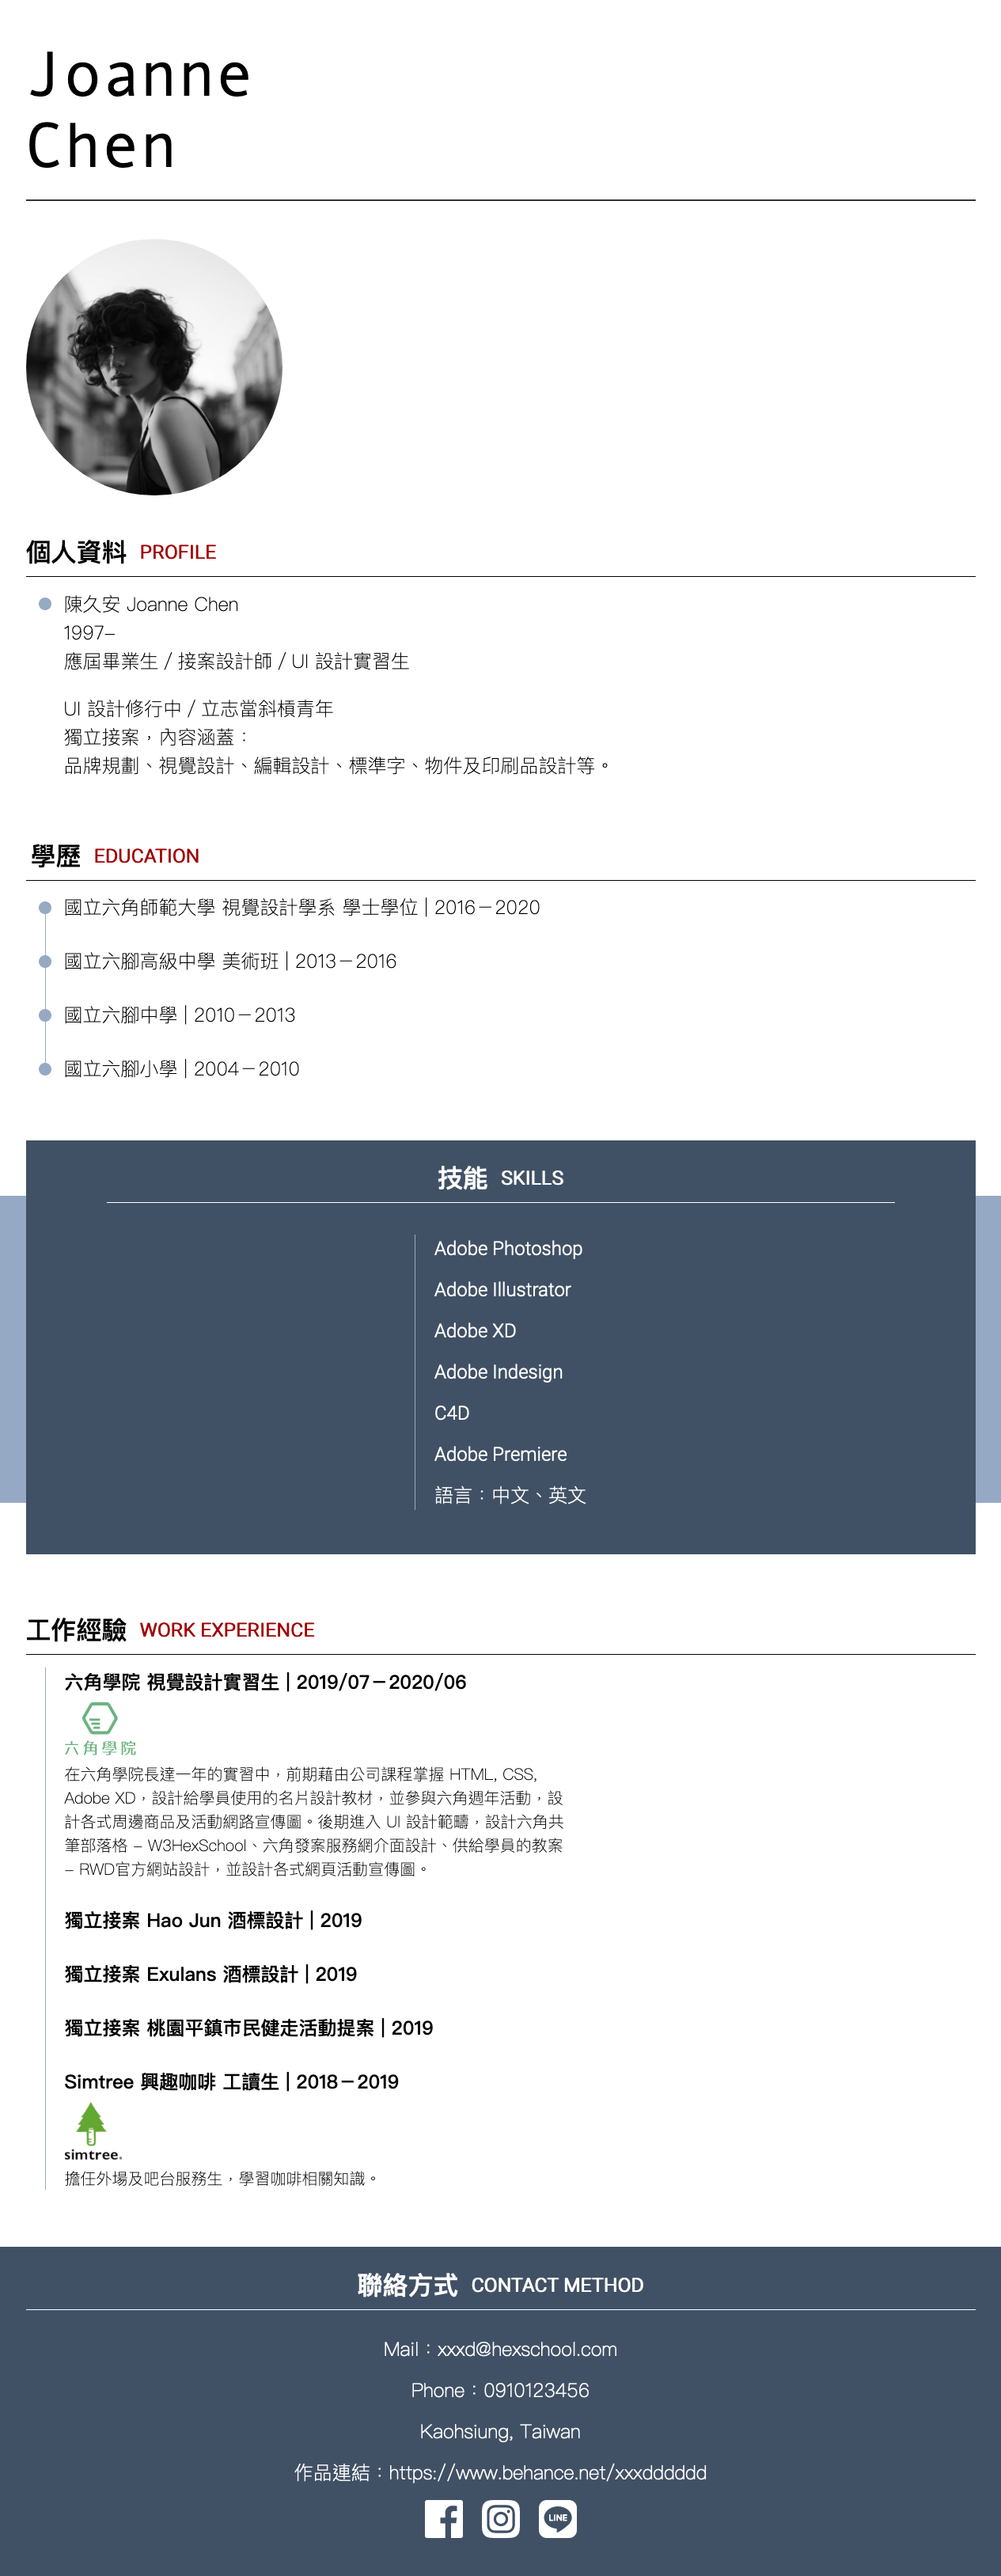 Joanne
Chen
個人資料 PROFILE
陳久安 Joanne Chen
1997–
應屆畢業生 / 接案設計師 / UI 設計實習生
UI 設計修行中 / 立志當斜槓青年
獨立接案，內容涵蓋：
品牌規劃、視覺設計、編輯設計、標準字、物件及印刷品設計等。
學歷 EDUCATION
國立六角師範大學 視覺設計學系 學士學位 | 2016－2020
國立六腳高級中學 美術班 | 2013－2016
國立六腳中學 | 2010－2013
國立六腳小學 | 2004－2010
技能 SKILLS
Adobe Photoshop
Adobe Illustrator
Adobe XD
Adobe Indesign
C4D
Adobe Premiere
語言：中文、英文
工作經驗 WORK EXPERIENCE
六角學院 視覺設計實習生 | 2019/07－2020/06
六角學院
在六角學院長達一年的實習中，前期藉由公司課程掌握 HTML, CSS,
Adobe XD，設計給學員使用的名片設計教材，並參與六角週年活動，設
計各式周邊商品及活動網路宣傳圖。後期進入 UI 設計範疇，設計六角共
筆部落格 – W3HexSchool、六角發案服務網介面設計、供給學員的教案
– RWD官方網站設計，並設計各式網頁活動宣傳圖。
獨立接案 Hao Jun 酒標設計 | 2019
獨立接案 Exulans 酒標設計 | 2019
獨立接案 桃園平鎮市民健走活動提案 | 2019
Simtree 興趣咖啡 工讀生 | 2018－2019
simtree.
擔任外場及吧台服務生，學習咖啡相關知識。
聯絡方式 CONTACT METHOD
Mail：xxxd@hexschool.com
Phone：0910123456
Kaohsiung, Taiwan
作品連結：https://www.behance.net/xxxdddddd
LINE